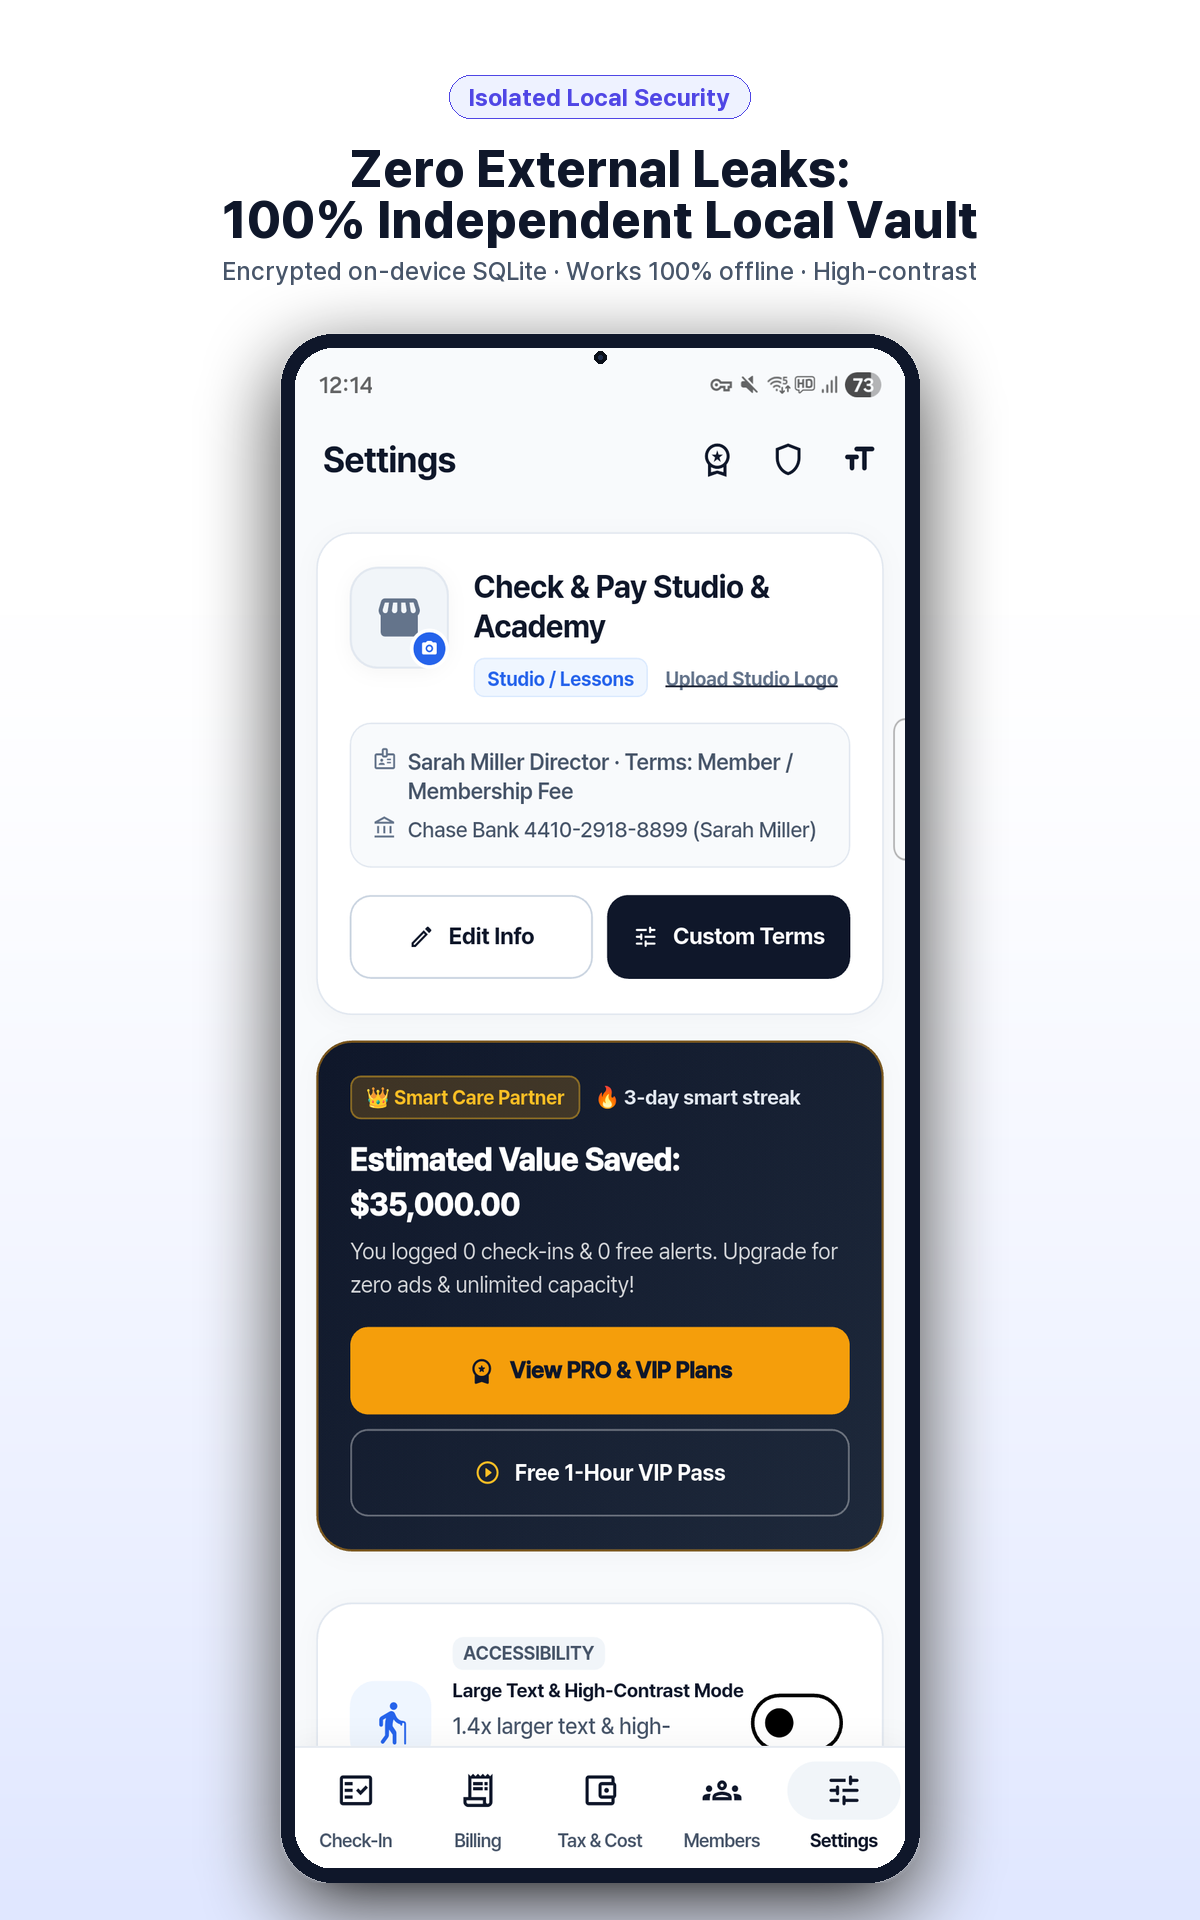 Isolated Local Security
Zero External Leaks:
100% Independent Local Vault
Encrypted on-device SQLite · Works 100% offline · High-contrast
12:14
5
HD
73
Settings
Check & Pay Studio &
Academy
Studio / Lessons
Upload Studio Logo
Sarah Miller Director · Terms: Member /
Membership Fee
Chase Bank 4410-2918-8899 (Sarah Miller)
Edit Info
Custom Terms
👑 Smart Care Partner
🔥 3-day smart streak
Estimated Value Saved:
$35,000.00
You logged 0 check-ins & 0 free alerts. Upgrade for
zero ads & unlimited capacity!
View PRO & VIP Plans
Free 1-Hour VIP Pass
ACCESSIBILITY
Large Text & High-Contrast Mode
1.4x larger text & high-
Check-In
Billing
Tax & Cost
Members
Settings